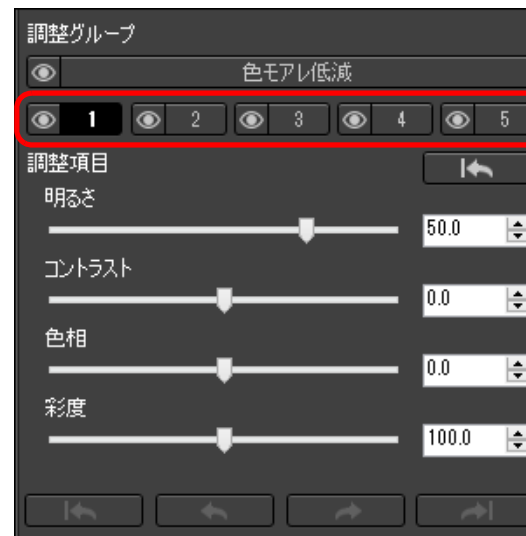 調整グループ
色モアレ低減
1 2 3 4 5
調整項目
明るさ
50.0
コントラスト
0.0
色相
0.0
彩度
100.0